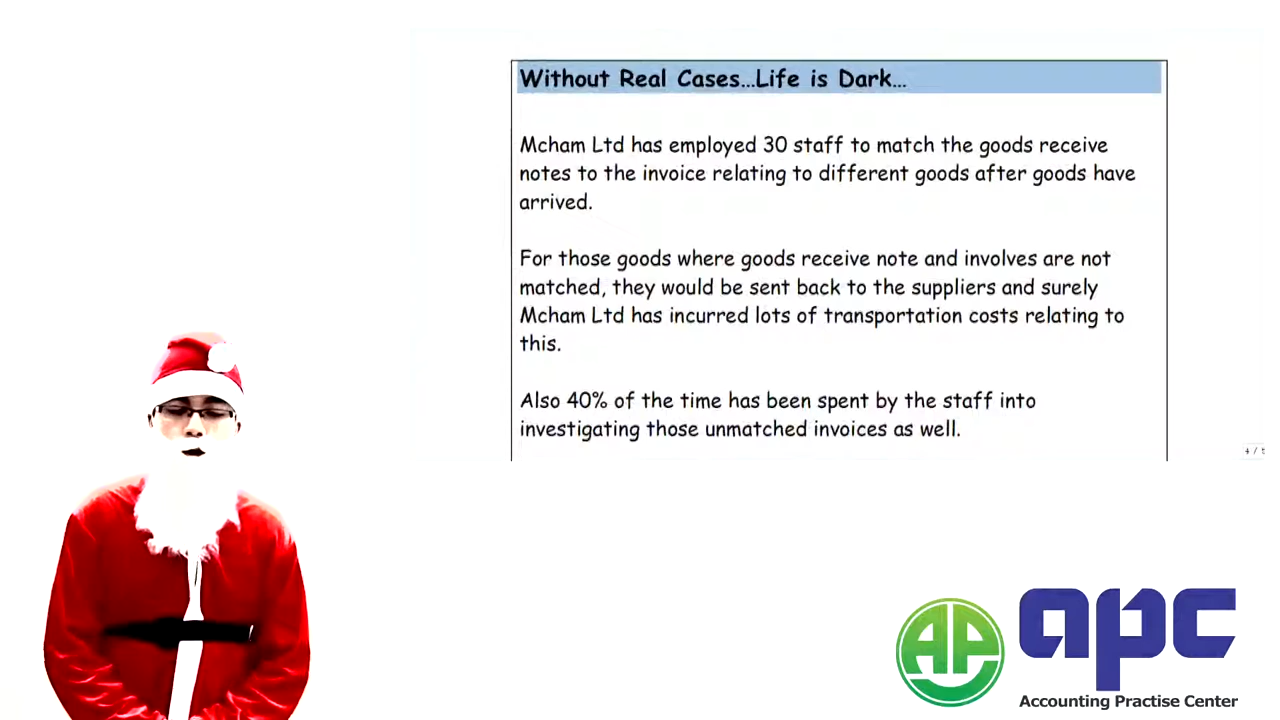 Without Real Cases...Life is Dark...
Mcham Ltd has employed 30 staff to match the goods receive
notes to the invoice relating to different goods after goods have
arrived.
For those goods where goods receive note and involves are not
matched, they would be sent back to the suppliers and surely
Mcham Ltd has incurred lots of transportation costs relating to
this.
Also 40% of the time has been spent by the staff into
investigating those unmatched invoices as well.
4 / 5
AP
apc
Accounting Practise Center